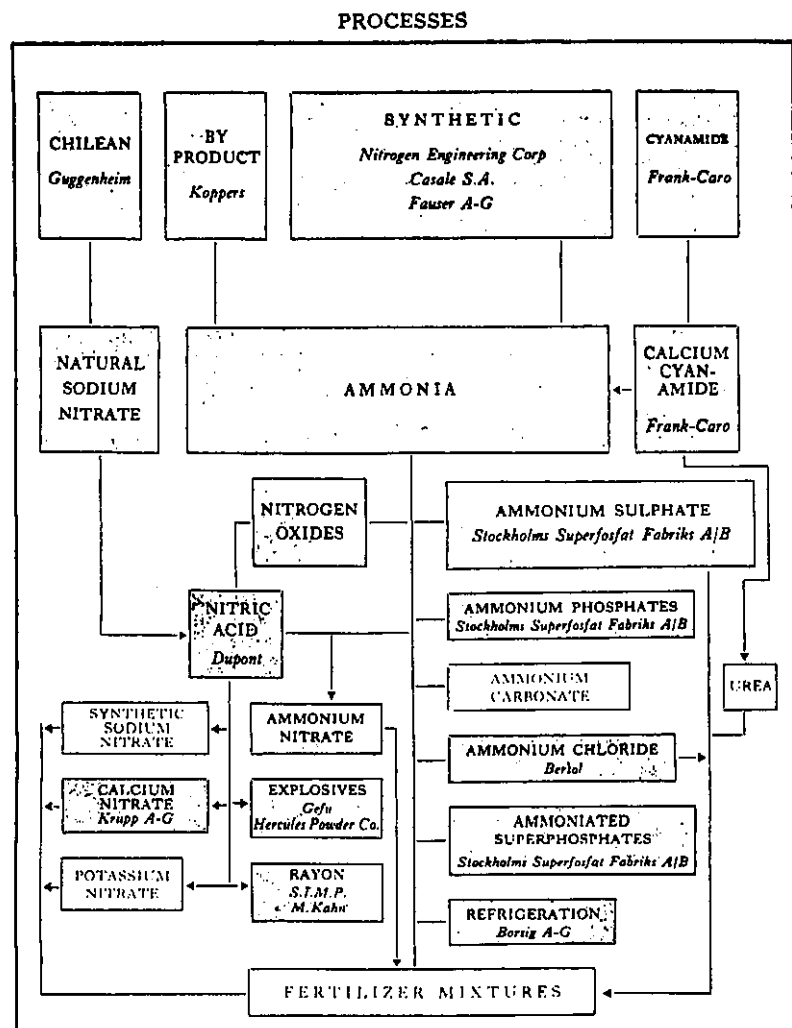 PROCESSES
CHILEAN
Guggenheim
BY
PRODUCT
Koppers
SYNTHETIC
Nitrogen Engineering Corp
Casale S.A.
Fauser A-G
CYANAMIDE
Frank-Caro
NATURAL
SODIUM
NITRATE
AMMONIA
CALCIUM
CYAN-
AMIDE
Frank-Caro
NITROGEN
OXIDES
AMMONIUM SULPHATE
Stockholms Superfosfat Fabriks A/B
NITRIC
ACID
Dupont
AMMONIUM PHOSPHATES
Stockholms Superfosfat Fabriks A/B
AMMONIUM
CARBONATE
UREA
SYNTHETIC
SODIUM
NITRATE
AMMONIUM
NITRATE
AMMONIUM CHLORIDE
CALCIUM
NITRATE
Krupp A-G
EXPLOSIVES
Gefu
Hercules Powder Co.
AMMONIATED
SUPERPHOSPHATES
Stockholms Superfosfat Fabriks A/B
POTASSIUM
NITRATE
RAYON
S.I.M.P.
M. Kahn
REFRIGERATION
Borsig A-G
FERTILIZER MIXTURES